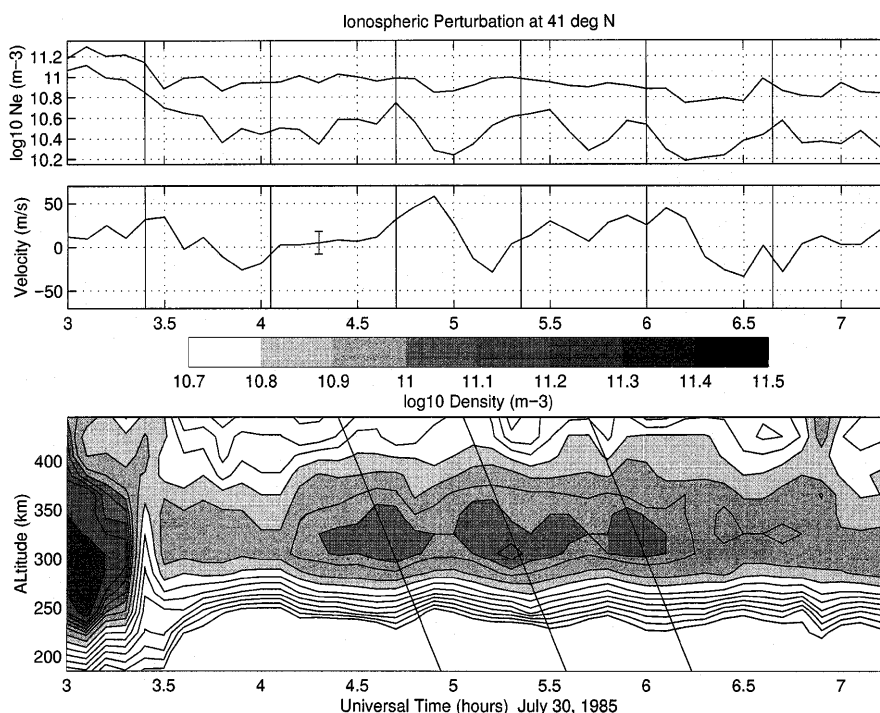 Ionospheric Perturbation at 41 deg N
log10 Ne (m−3)
11.2
11
10.8
10.6
10.4
10.2
Velocity (m/s)
50
0
−50
3 3.5 4 4.5 5 5.5 6 6.5 7
10.7 10.8 10.9 11 11.1 11.2 11.3 11.4 11.5
log10 Density (m−3)
ALtitude (km)
400
350
300
250
200
3 3.5 4 4.5 5 5.5 6 6.5 7
Universal Time (hours) July 30, 1985